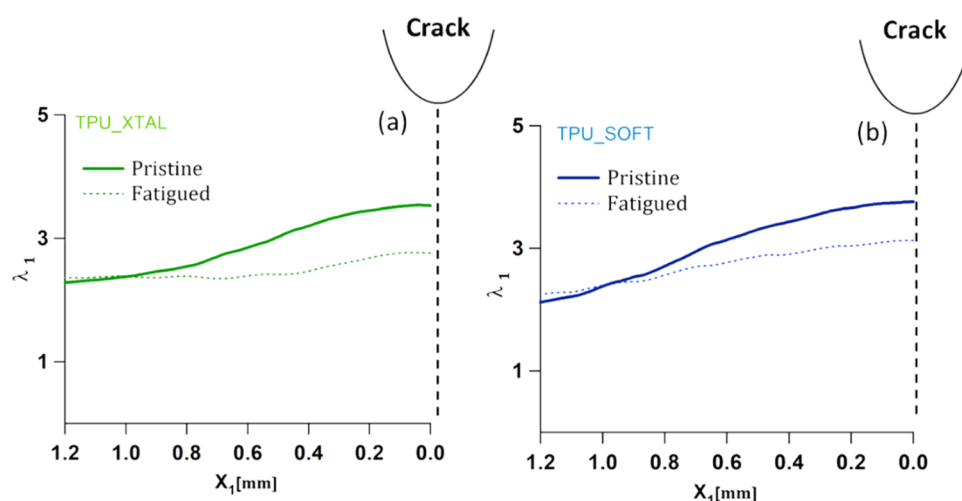 Crack
(a)
5
TPU_XTAL
Pristine
Fatigued
3
λ 1
1
1.2 1.0 0.8 0.6 0.4 0.2 0.0
X1[mm]
Crack
(b)
5
TPU_SOFT
Pristine
Fatigued
3
λ 1
1
1.2 1.0 0.8 0.6 0.4 0.2 0.0
X1[mm]